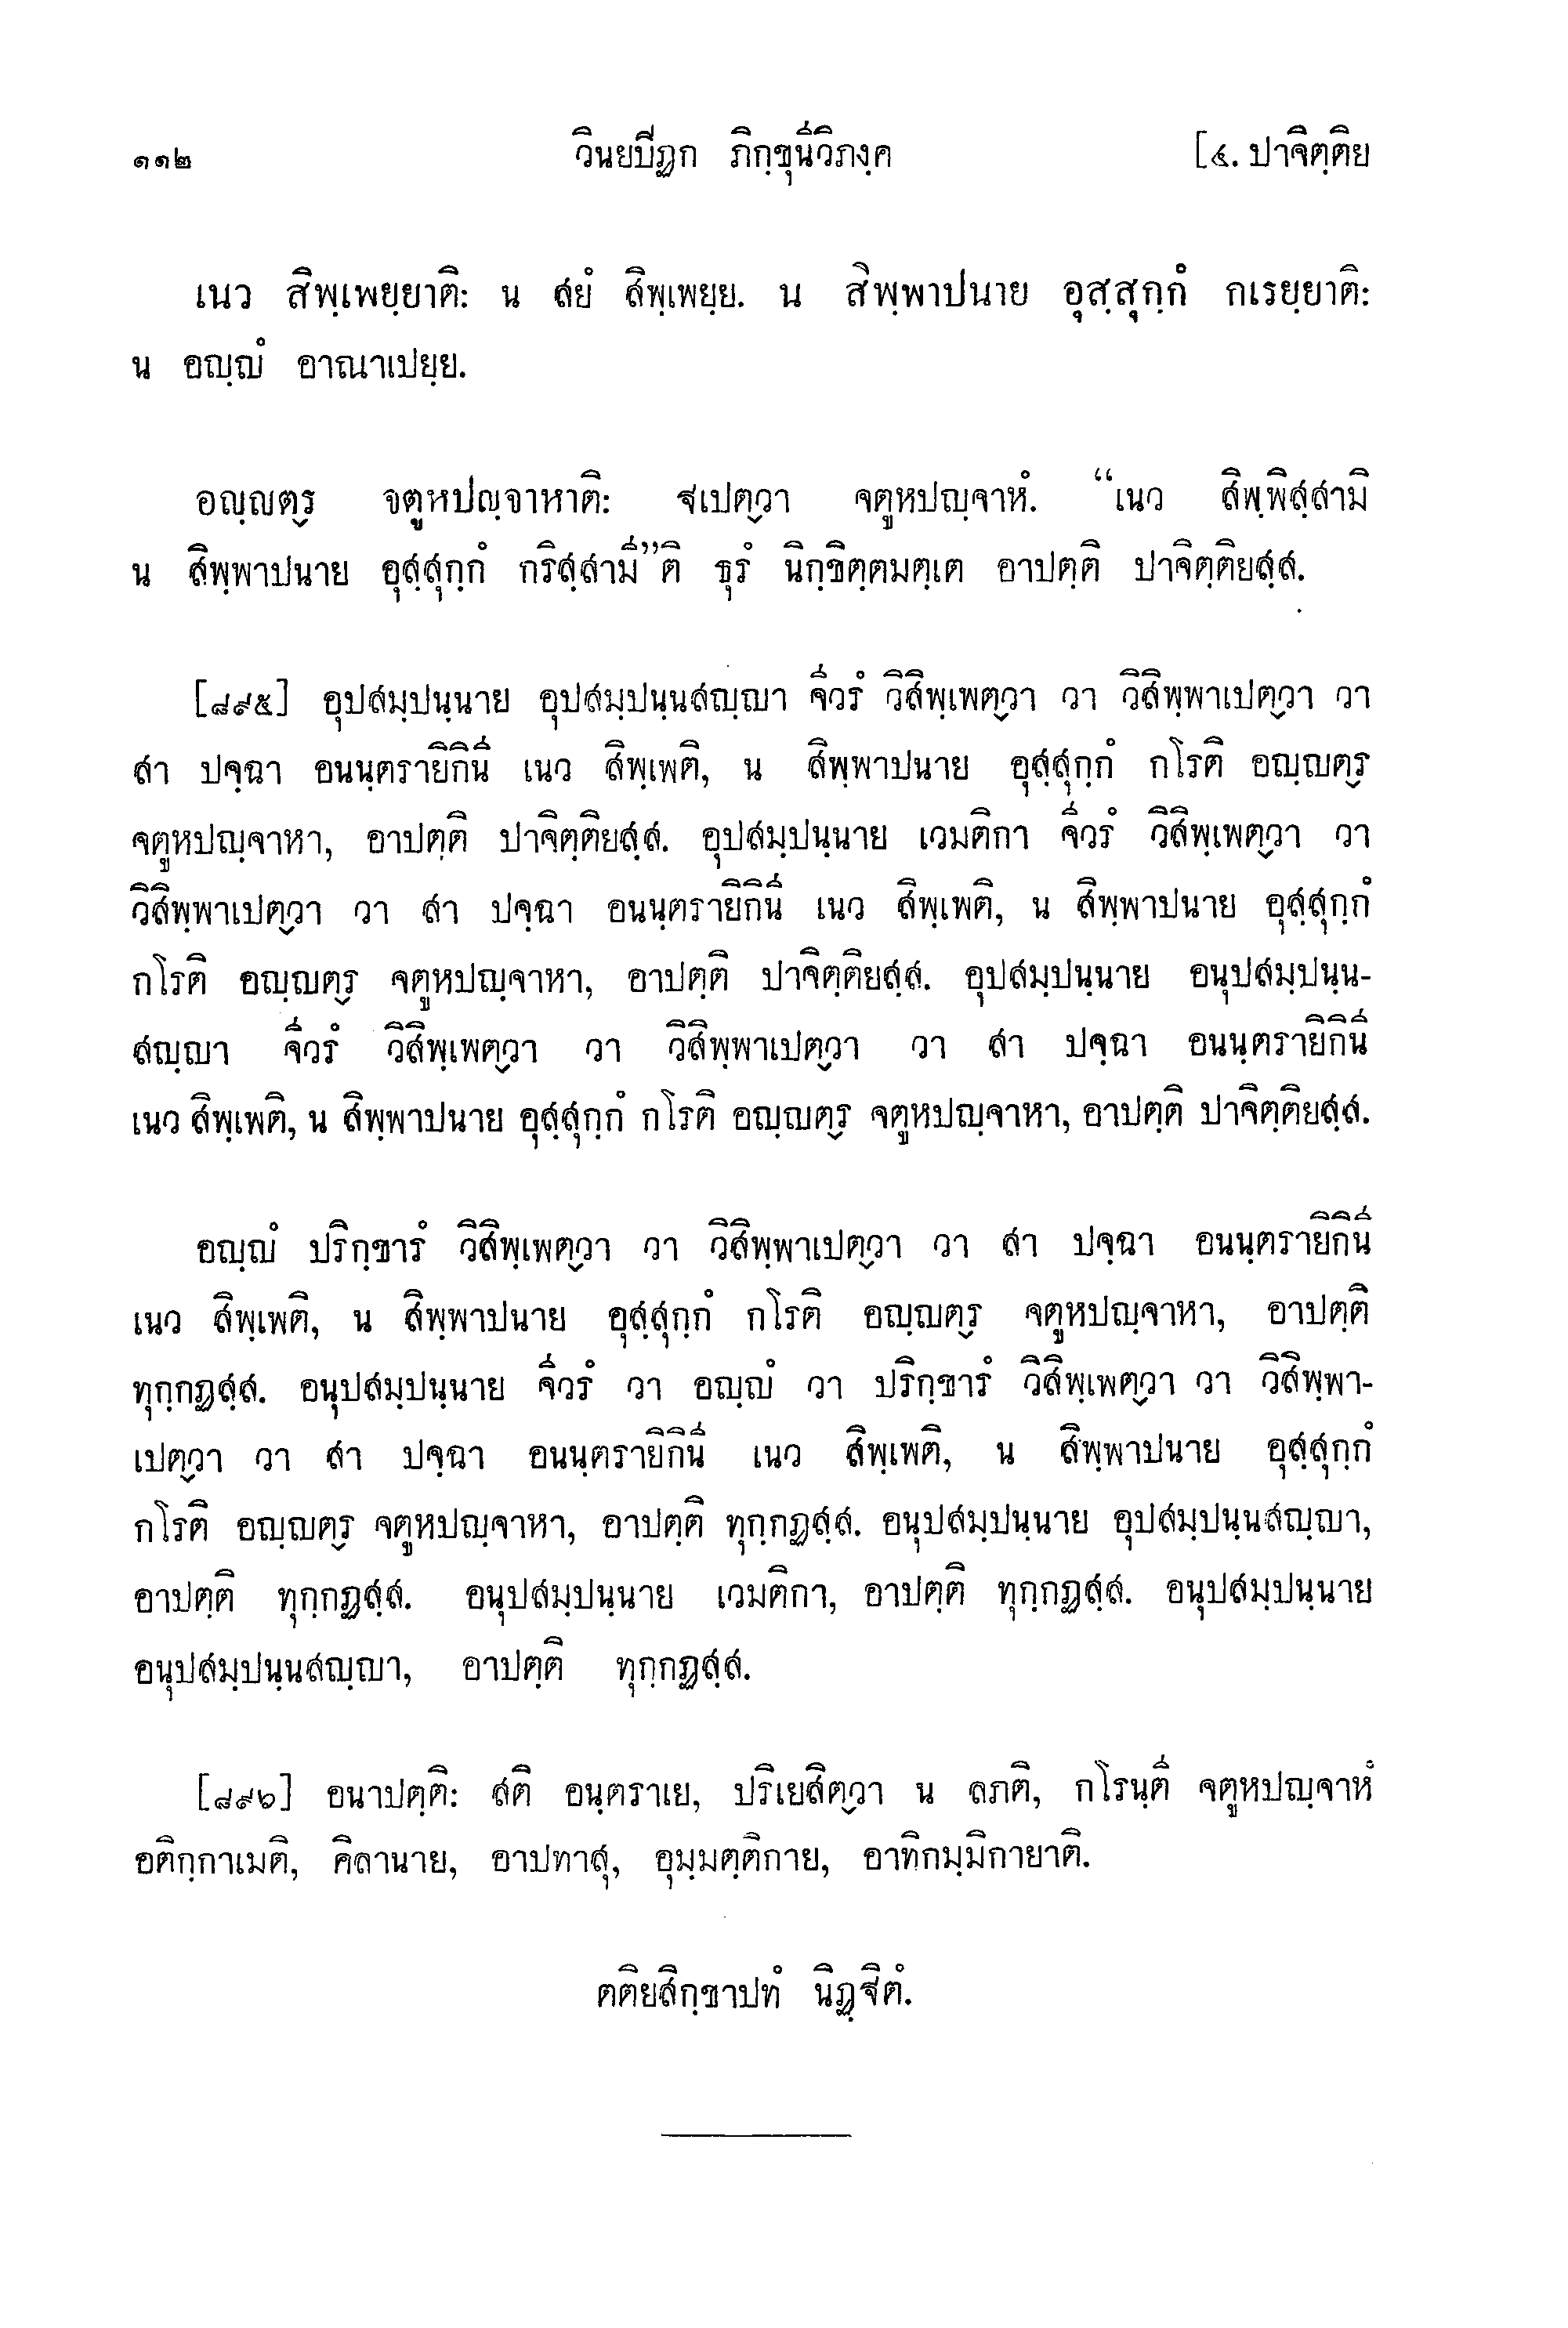 ๑๑๒ วินยปิฏก ภิกฺขุนีวิภงฺค [๔. ปาจิตฺติย
เนว สิพฺเพยฺยาติ: น สยํ สิพฺเพยฺย. น สิพฺพาปนาย อุสฺสุกฺกํ กเรยฺยาติ:
น อญฺญํ อาณาเปยฺย.
อญฺญตฺร จตูหปญฺจาหาติ: ฐเปตฺวา จตูหปญฺจาหํ. “เนว สิพฺพิสฺสามิ
น สิพฺพาปนาย อุสฺสุกฺกํ กริสฺสามี”ติ ธุรํ นิกฺขิตฺตมตฺเต อาปตฺติ ปาจิตฺติยสฺส.
[๘๙๕] อุปสมฺปนฺนาย อุปสมฺปนฺนสญฺญา จีวรํ วิสิพฺเพตฺวา วา วิสิพฺพาเปตฺวา วา
สา ปจฺฉา อนนฺตรายิกินี เนว สิพฺเพติ, น สิพฺพาปนาย อุสฺสุกฺกํ กโรติ อญฺญตฺร
จตูหปญฺจาหา, อาปตฺติ ปาจิตฺติยสฺส. อุปสมฺปนฺนาย เวมติกา จีวรํ วิสิพฺเพตฺวา วา
วิสิพฺพาเปตฺวา วา สา ปจฺฉา อนนฺตรายิกินี เนว สิพฺเพติ, น สิพฺพาปนาย อุสฺสุกฺกํ
กโรติ อญฺญตฺร จตูหปญฺจาหา, อาปตฺติ ปาจิตฺติยสฺส. อุปสมฺปนฺนาย อนุปสมฺปนฺน-
สญฺญา จีวรํ วิสิพฺเพตฺวา วา วิสิพฺพาเปตฺวา วา สา ปจฺฉา อนนฺตรายิกินี
เนว สิพฺเพติ, น สิพฺพาปนาย อุสฺสุกฺกํ กโรติ อญฺญตฺร จตูหปญฺจาหา, อาปตฺติ ปาจิตฺติยสฺส.
อญฺญํ ปริกฺขารํ วิสิพฺเพตฺวา วา วิสิพฺพาเปตฺวา วา สา ปจฺฉา อนนฺตรายิกินี
เนว สิพฺเพติ, น สิพฺพาปนาย อุสฺสุกฺกํ กโรติ อญฺญตฺร จตูหปญฺจาหา, อาปตฺติ
ทุกฺกฏสฺส. อนุปสมฺปนฺนาย จีวรํ วา อญฺญํ วา ปริกฺขารํ วิสิพฺเพตฺวา วา วิสิพฺพา-
เปตฺวา วา สา ปจฺฉา อนนฺตรายิกินี เนว สิพฺเพติ, น สิพฺพาปนาย อุสฺสุกฺกํ
กโรติ อญฺญตฺร จตูหปญฺจาหา, อาปตฺติ ทุกฺกฏสฺส. อนุปสมฺปนฺนาย อุปสมฺปนฺนสญฺญา,
อาปตฺติ ทุกฺกฏสฺส. อนุปสมฺปนฺนาย เวมติกา, อาปตฺติ ทุกฺกฏสฺส. อนุปสมฺปนฺนาย
อนุปสมฺปนฺนสญฺญา, อาปตฺติ ทุกฺกฏสฺส.
[๘๙๖] อนาปตฺติ: สติ อนฺตราเย, ปริเยสิตฺวา น ลภติ, กโรนฺตี จตูหปญฺจาหํ
อติกฺกาเมติ, คิลานาย, อาปทาสุ, อุมฺมตฺติกาย, อาทิกมฺมิกายาติ.
ตติยสิกฺขาปทํ นิฏฺฐิตํ.